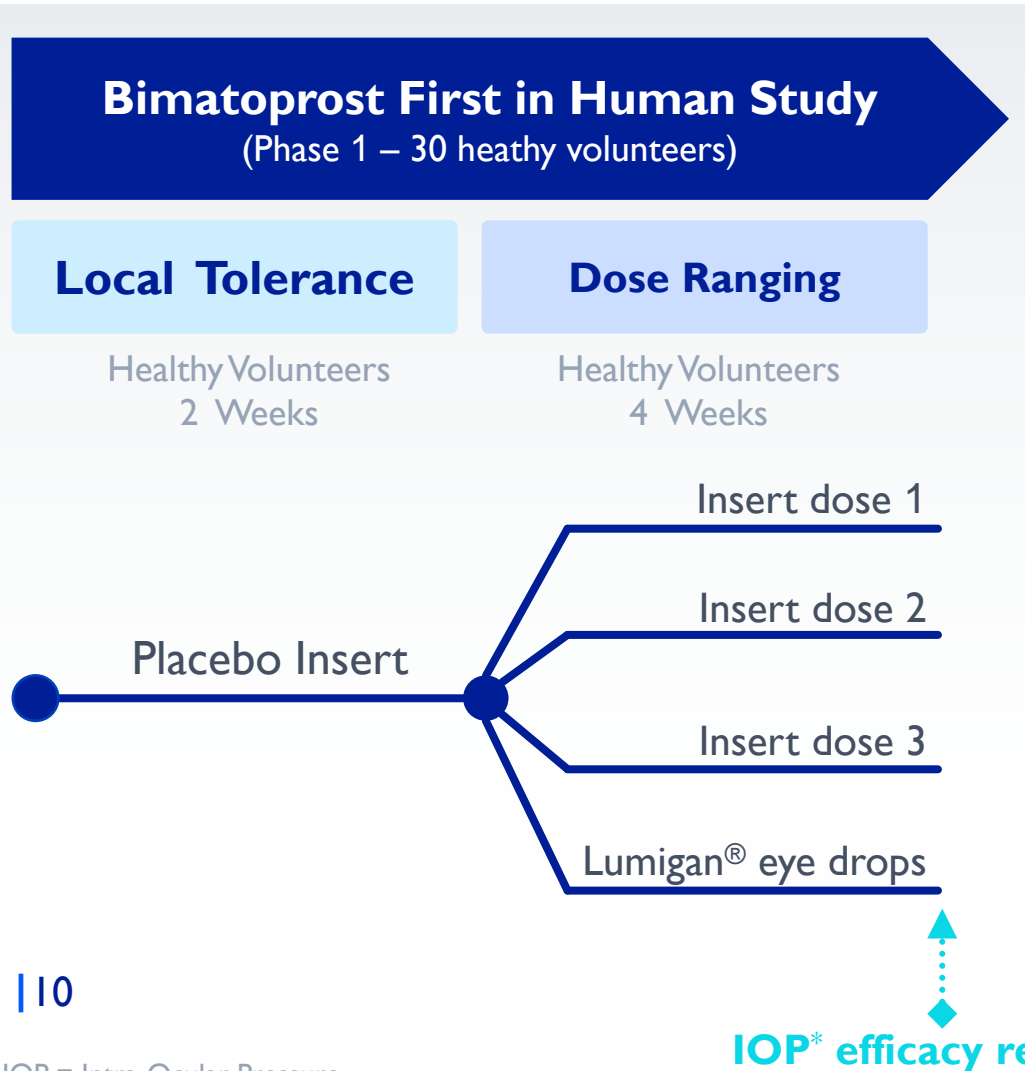 Bimatoprost First in Human Study
(Phase 1 – 30 heathy volunteers)
Local Tolerance
Dose Ranging
Healthy Volunteers
2 Weeks
Healthy Volunteers
4 Weeks
Insert dose 1
Insert dose 2
Placebo Insert
Insert dose 3
Lumigan® eye drops
|10
IOP* efficacy re